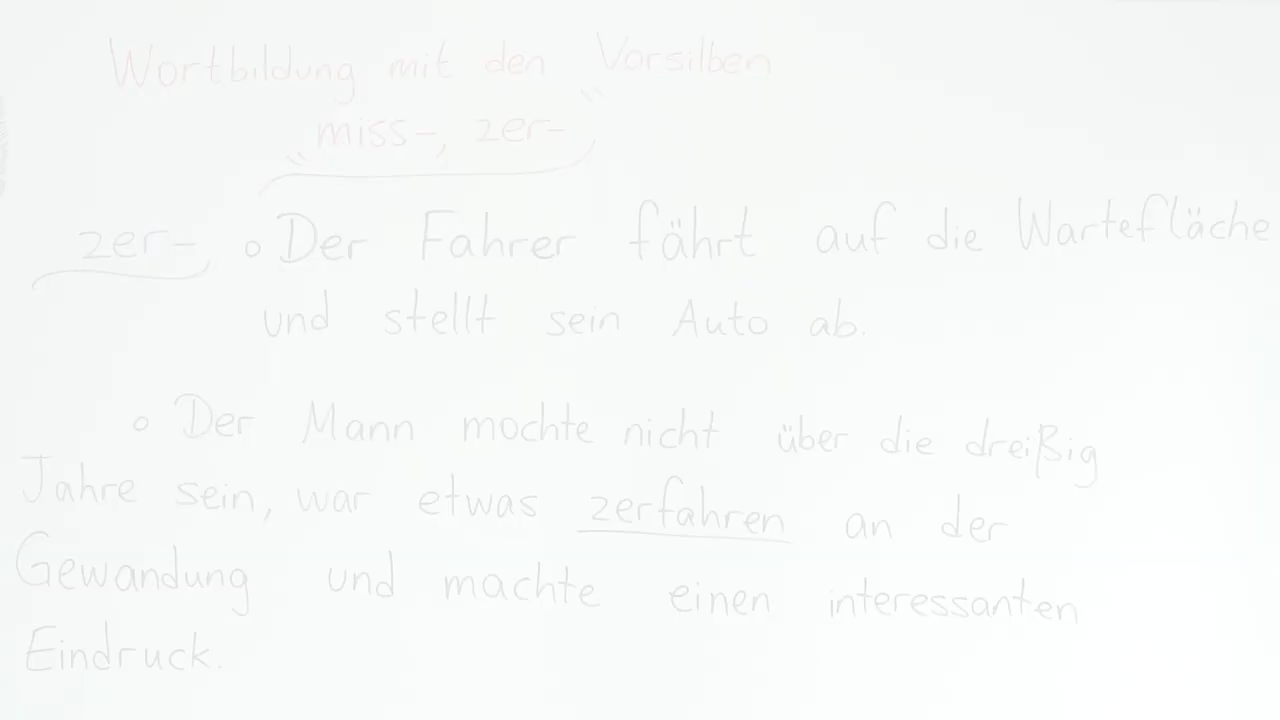 Wortbildung mit den Vorsilben
"miss-, zer-"
zer- o Der Fahrer fährt auf die Wartefläche
und stellt sein Auto ab.
o Der Mann mochte nicht über die dreißig
Jahre sein, war etwas zerfahren an der
Gewandung und machte einen interessanten
Eindruck.